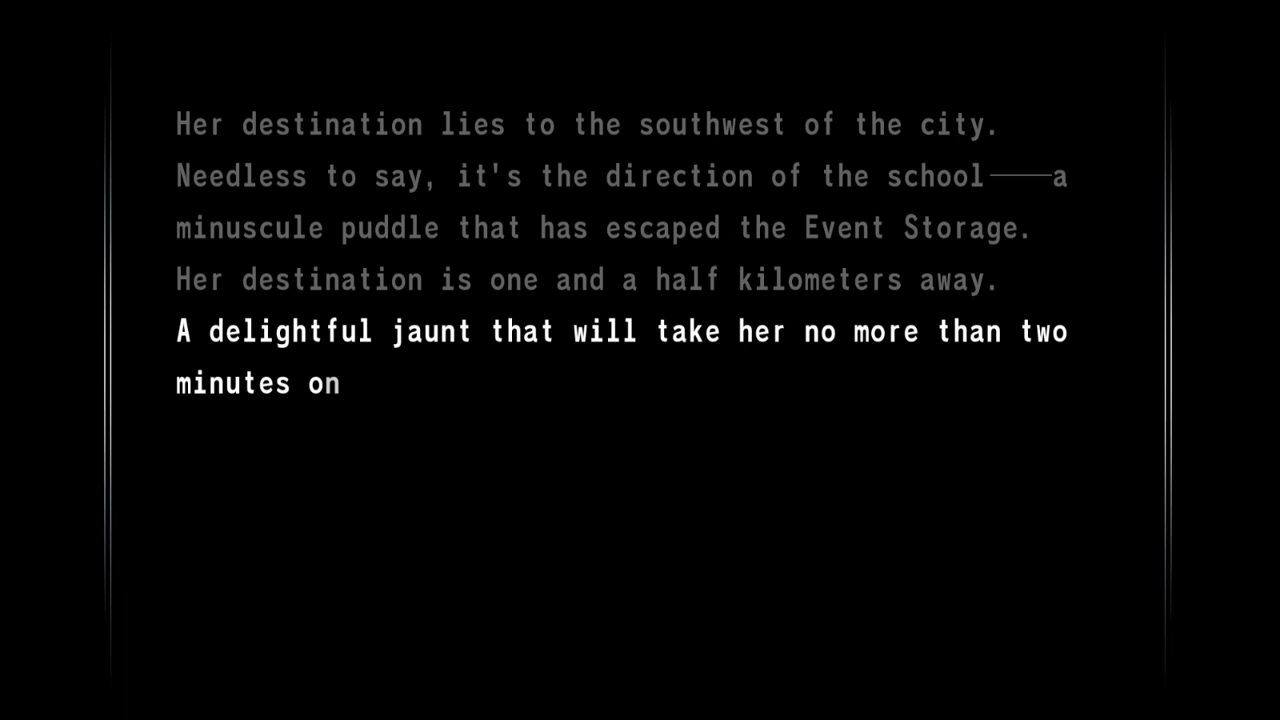 Her destination lies to the southwest of the city.
Needless to say, it's the direction of the school――a
minuscule puddle that has escaped the Event Storage.
Her destination is one and a half kilometers away.
A delightful jaunt that will take her no more than two
minutes on